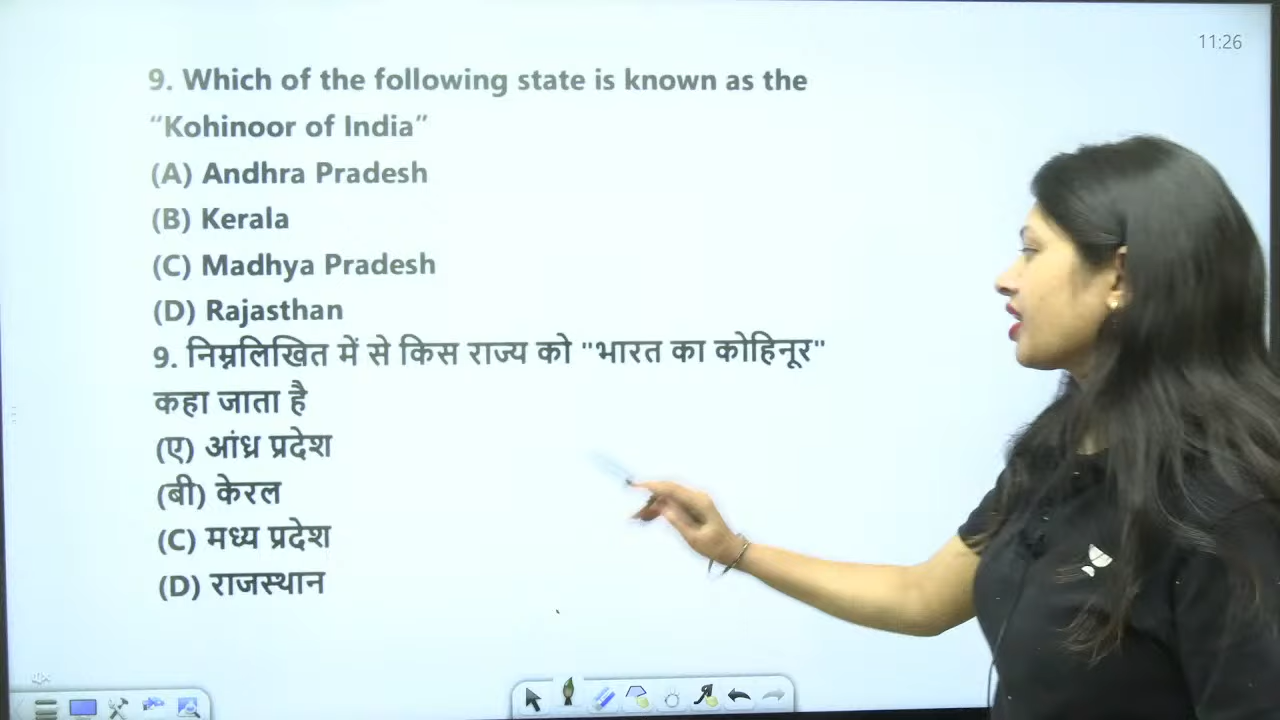 11:26
9. Which of the following state is known as the
“Kohinoor of India”
(A) Andhra Pradesh
(B) Kerala
(C) Madhya Pradesh
(D) Rajasthan
9. निम्नलिखित में से किस राज्य को "भारत का कोहिनूर"
कहा जाता है
(ए) आंध्र प्रदेश
(बी) केरल
(C) मध्य प्रदेश
(D) राजस्थान